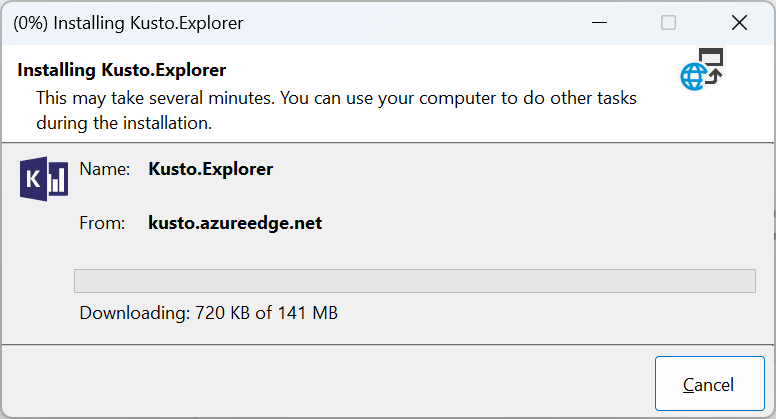 (0%) Installing Kusto.Explorer
Installing Kusto.Explorer
This may take several minutes. You can use your computer to do other tasks
during the installation.
K
Name: Kusto.Explorer
From: kusto.azureedge.net
Downloading: 720 KB of 141 MB
Cancel